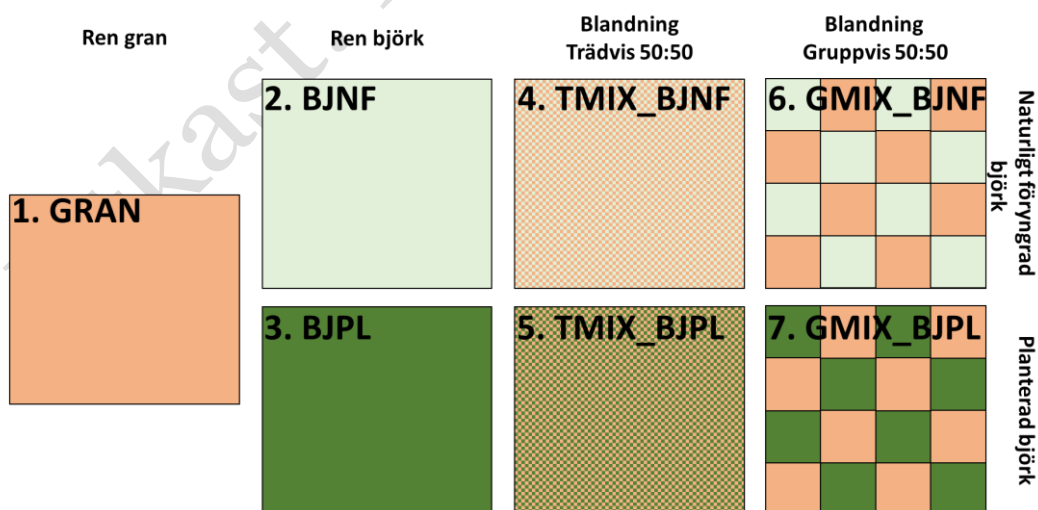 Ren gran
Ren björk
Blandning
Trädvis 50:50
Blandning
Gruppvis 50:50
1. GRAN
2. BJNF
4. TMIX_BJNF
6. GMIX_BJNF
Naturligt föryngrad
björk
3. BJPL
5. TMIX_BJPL
7. GMIX_BJPL
Planterad björk